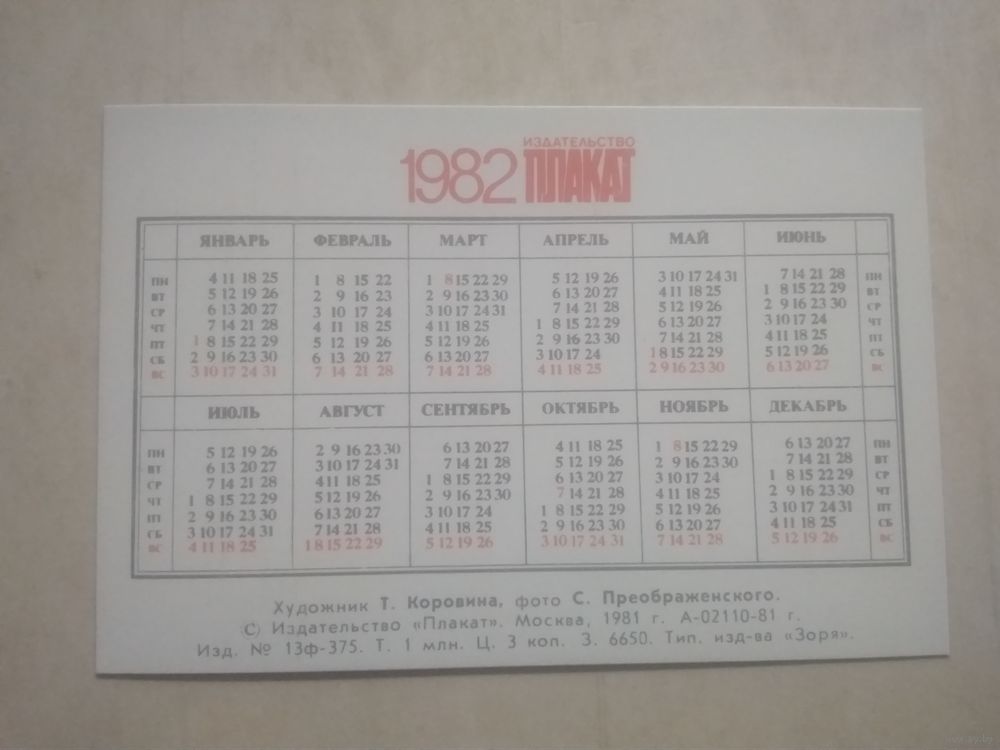 ИЗДАТЕЛЬСТВО
1982 ПЛАКАТ
ЯНВАРЬ ФЕВРАЛЬ МАРТ АПРЕЛЬ МАЙ ИЮНЬ
ПН 4 11 18 25 1 8 15 22 1 8 15 22 29 5 12 19 26 3 10 17 24 31 7 14 21 28 ПН
ВТ 5 12 19 26 2 9 16 23 2 9 16 23 30 6 13 20 27 4 11 18 25 1 8 15 22 29 ВТ
СР 6 13 20 27 3 10 17 24 3 10 17 24 31 7 14 21 28 5 12 19 26 2 9 16 23 30 СР
ЧТ 7 14 21 28 4 11 18 25 4 11 18 25 1 8 15 22 29 6 13 20 27 3 10 17 24 ЧТ
ПТ 1 8 15 22 29 5 12 19 26 5 12 19 26 2 9 16 23 30 7 14 21 28 4 11 18 25 ПТ
СБ 2 9 16 23 30 6 13 20 27 6 13 20 27 3 10 17 24 1 8 15 22 29 5 12 19 26 СБ
ВС 3 10 17 24 31 7 14 21 28 7 14 21 28 4 11 18 25 2 9 16 23 30 6 13 20 27 ВС
ИЮЛЬ АВГУСТ СЕНТЯБРЬ ОКТЯБРЬ НОЯБРЬ ДЕКАБРЬ
ПН 5 12 19 26 2 9 16 23 30 6 13 20 27 4 11 18 25 1 8 15 22 29 6 13 20 27 ПН
ВТ 6 13 20 27 3 10 17 24 31 7 14 21 28 5 12 19 26 2 9 16 23 30 7 14 21 28 ВТ
СР 7 14 21 28 4 11 18 25 1 8 15 22 29 6 13 20 27 3 10 17 24 1 8 15 22 29 СР
ЧТ 1 8 15 22 29 5 12 19 26 2 9 16 23 30 7 14 21 28 4 11 18 25 2 9 16 23 30 ЧТ
ПТ 2 9 16 23 30 6 13 20 27 3 10 17 24 1 8 15 22 29 5 12 19 26 3 10 17 24 31 ПТ
СБ 3 10 17 24 31 7 14 21 28 4 11 18 25 2 9 16 23 30 6 13 20 27 4 11 18 25 СБ
ВС 4 11 18 25 1 8 15 22 29 5 12 19 26 3 10 17 24 31 7 14 21 28 5 12 19 26 ВС
Художник Т. Коровина, фото С. Преображенского.
(С) Издательство «Плакат». Москва, 1981 г. А-02110-81 г.
Изд. № 13ф-375. Т. 1 млн. Ц. 3 коп. З. 6650. Тип. изд-ва «Зоря».